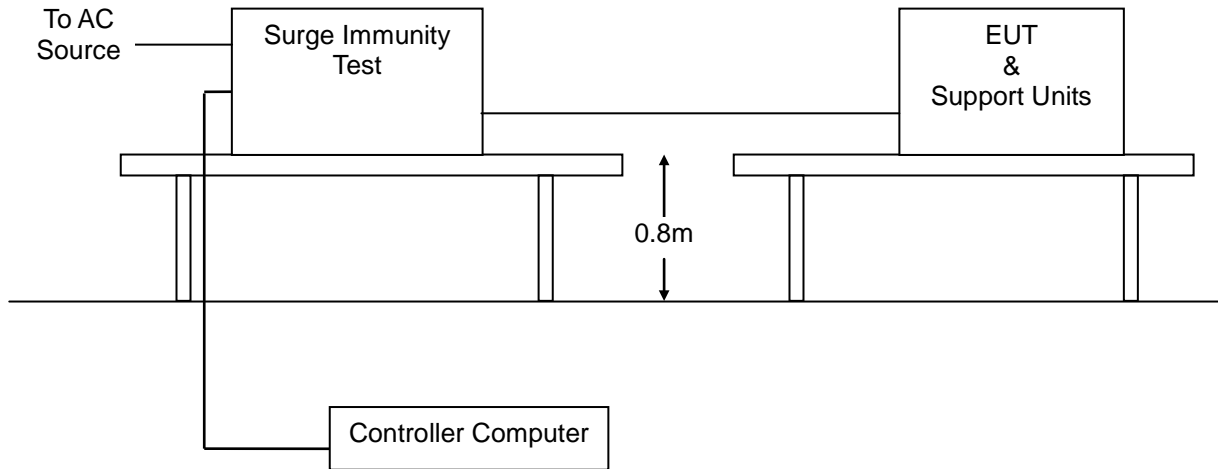 To AC
Source
Surge Immunity
Test
EUT
&
Support Units
0.8m
Controller Computer